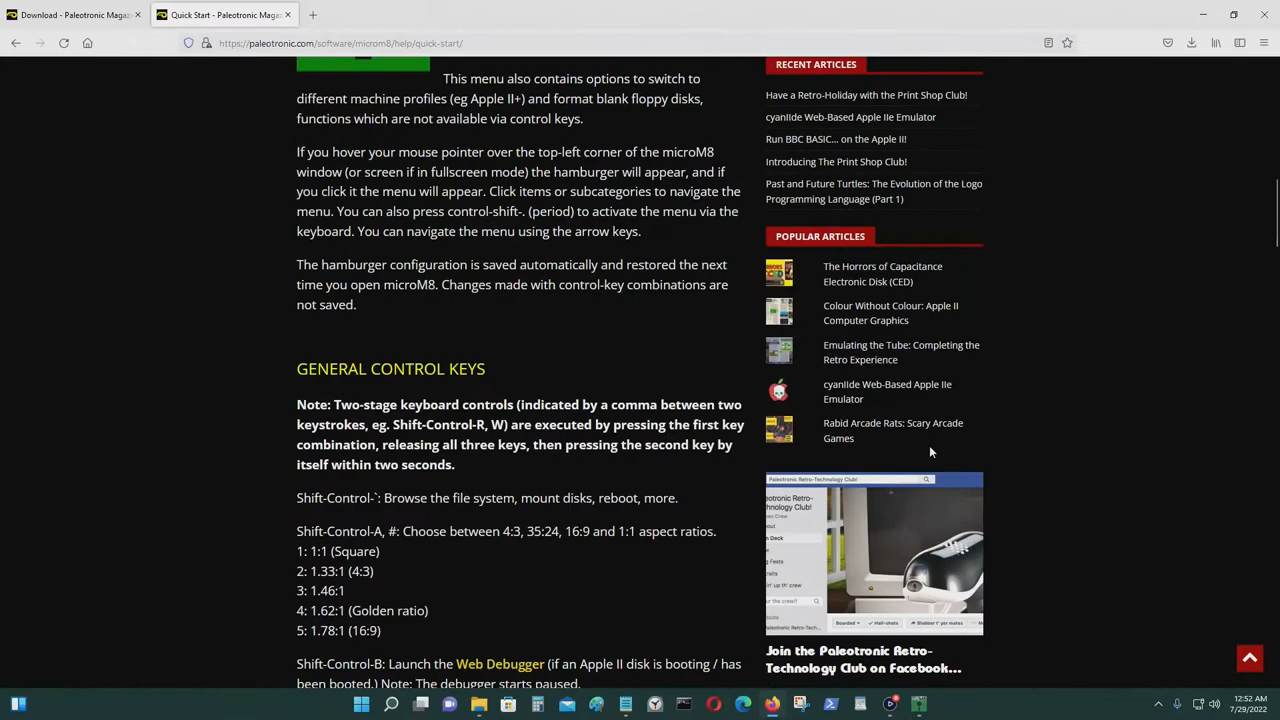 Download - Paleotronic Magaz
Quick Start - Paleotronic Magaz
https://paleotronic.com/software/microm8/help/quick-start/
This menu also contains options to switch to
different machine profiles (eg Apple II+) and format blank floppy disks,
functions which are not available via control keys.
If you hover your mouse pointer over the top-left corner of the microM8
window (or screen if in fullscreen mode) the hamburger will appear, and if
you click it the menu will appear. Click items or subcategories to navigate the
menu. You can also press control-shift-. (period) to activate the menu via the
keyboard. You can navigate the menu using the arrow keys.
The hamburger configuration is saved automatically and restored the next
time you open microM8. Changes made with control-key combinations are
not saved.
GENERAL CONTROL KEYS
Note: Two-stage keyboard controls (indicated by a comma between two
keystrokes, eg. Shift-Control-R, W) are executed by pressing the first key
combination, releasing all three keys, then pressing the second key by
itself within two seconds.
Shift-Control-`: Browse the file system, mount disks, reboot, more.
Shift-Control-A, #: Choose between 4:3, 35:24, 16:9 and 1:1 aspect ratios.
1: 1:1 (Square)
2: 1.33:1 (4:3)
3: 1.46:1
4: 1.62:1 (Golden ratio)
5: 1.78:1 (16:9)
Shift-Control-B: Launch the Web Debugger (if an Apple II disk is booting / has
been booted.) Note: The debugger starts paused.
RECENT ARTICLES
Have a Retro-Holiday with the Print Shop Club!
cyanIIde Web-Based Apple IIe Emulator
Run BBC BASIC… on the Apple II!
Introducing The Print Shop Club!
Past and Future Turtles: The Evolution of the Logo
Programming Language (Part 1)
POPULAR ARTICLES
The Horrors of Capacitance
Electronic Disk (CED)
Colour Without Colour: Apple II
Computer Graphics
Emulating the Tube: Completing the
Retro Experience
cyanIIde Web-Based Apple IIe
Emulator
Rabid Arcade Rats: Scary Arcade
Games
Paleotronic Retro-Technology Club!
eotronic Retro-
hnology Club!
n Deck
Join the Paleotronic Retro-
Technology Club on Facebook...
12:52 AM
7/29/2022